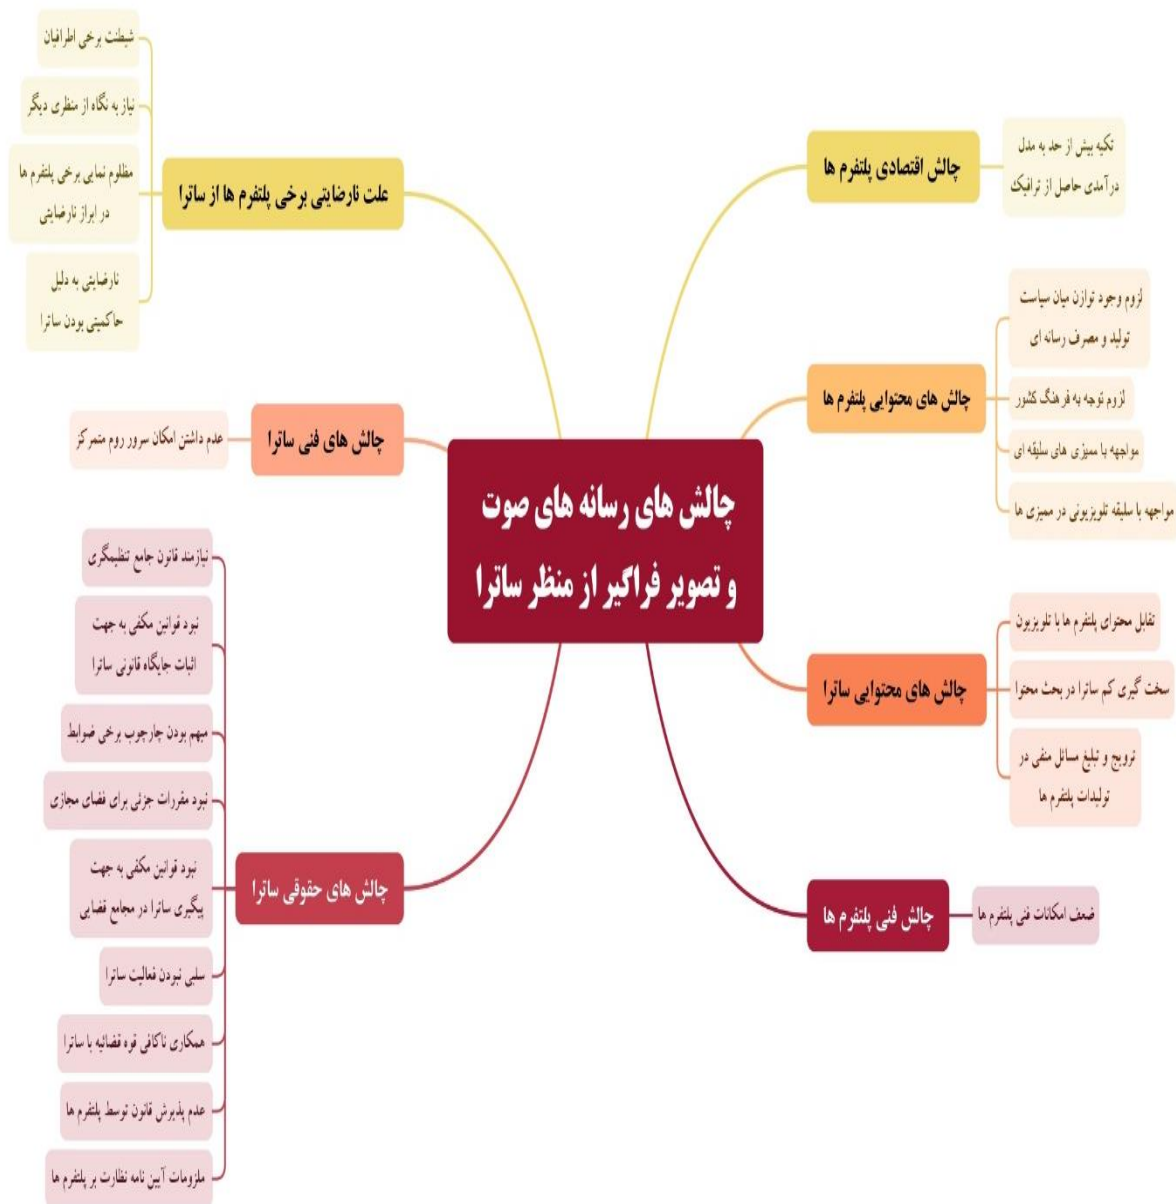 چالش های رسانه های صوت
و تصویر فراگیر از منظر ساترا
چالش اقتصادی پلتفرم ها
تکیه بیش از حد به مدل
درآمدی حاصل از ترافیک
چالش های محتوایی پلتفرم ها
لزوم وجود توازن میان سیاست
تولید و مصرف رسانه ای
لزوم توجه به فرهنگ کشور
مواجهه با ممیزی های سلیقه ای
مواجهه با سلیقه تلویزیونی در ممیزی ها
چالش های محتوایی ساترا
تقابل محتوای پلتفرم ها با تلویزیون
سخت گیری کم ساترا در بحث محتوا
ترویج و تبلیغ مسائل منفی در
تولیدات پلتفرم ها
چالش فنی پلتفرم ها
ضعف امکانات فنی پلتفرم ها
علت نارضایتی برخی پلتفرم ها از ساترا
شیطنت برخی اطرافیان
نیاز به نگاه از منظری دیگر
مظلوم نمایی برخی پلتفرم ها
در ابراز نارضایتی
نارضایتی به دلیل
حاکمیتی بودن ساترا
چالش های فنی ساترا
عدم داشتن امکان سرور روم متمرکز
چالش های حقوقی ساترا
نیازمند قانون جامع تنظیمگری
نبود قوانین مکفی به جهت
اثبات جایگاه قانونی ساترا
مبهم بودن چارچوب برخی ضوابط
نبود مقررات جزئی برای فضای مجازی
نبود قوانین مکفی به جهت
پیگیری ساترا در مجامع قضایی
سلبی نبودن فعالیت ساترا
همکاری ناکافی قوه قضائیه با ساترا
عدم پذیرش قانون توسط پلتفرم ها
ملزومات آیین نامه نظارت بر پلتفرم ها